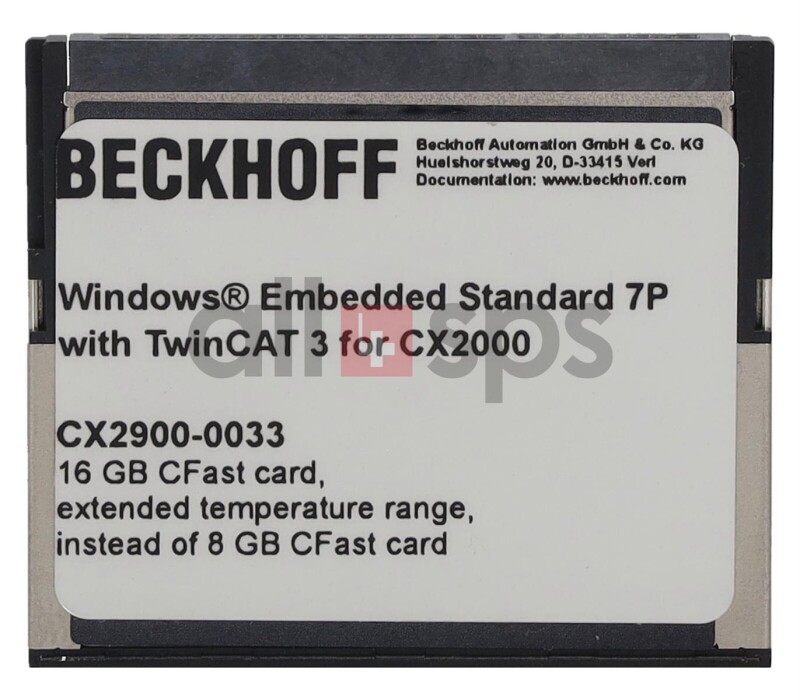 BECKHOFF
Beckhoff Automation GmbH & Co. KG
Huelshorstweg 20, D-33415 Verl
Documentation: www.beckhoff.com
Windows® Embedded Standard 7P
with TwinCAT 3 for CX2000
all sps
CX2900-0033
16 GB CFast card,
extended temperature range,
instead of 8 GB CFast card